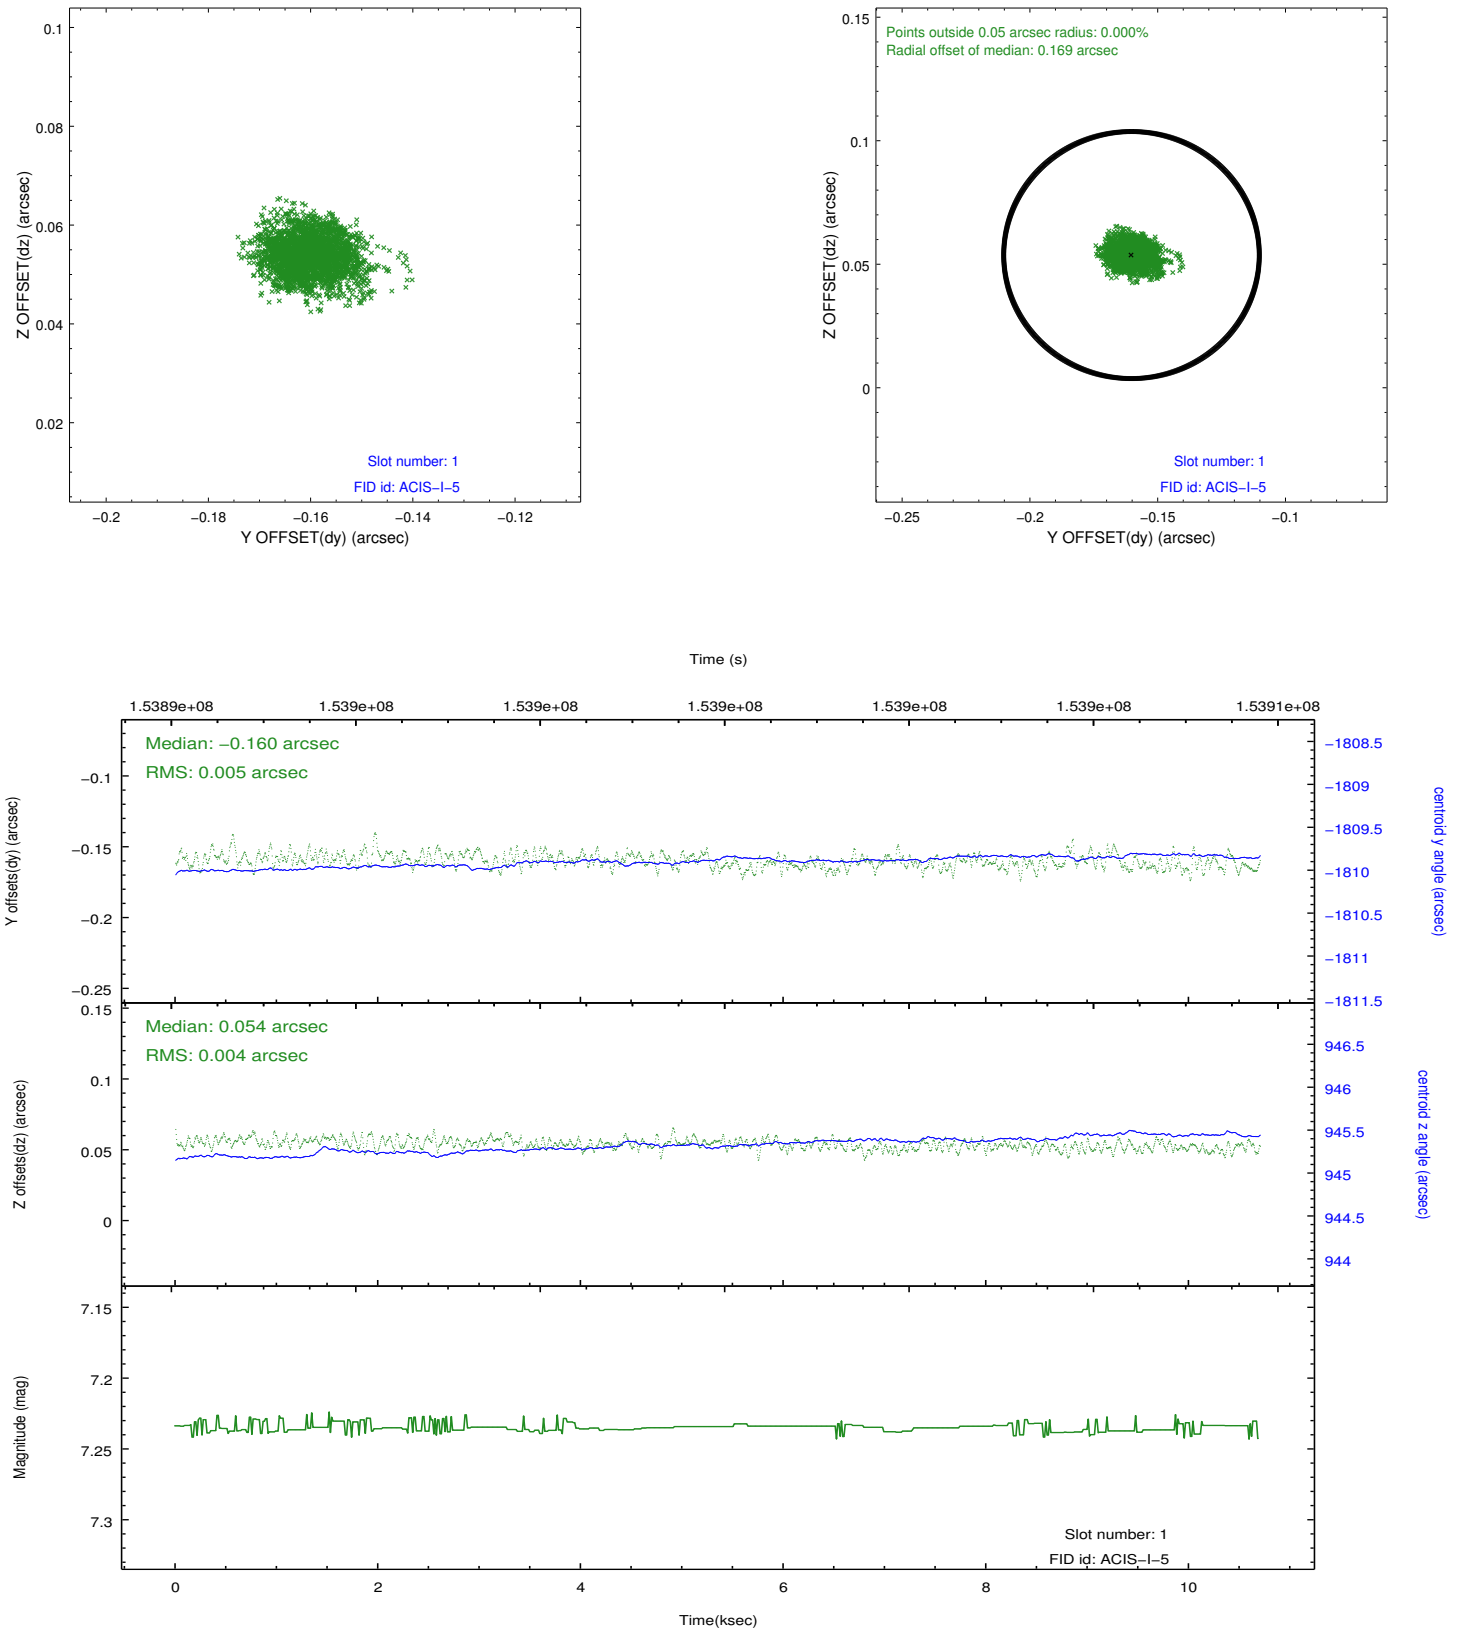 0.1
0.08
0.06
0.04
0.02
Z OFFSET(dz) (arcsec)
Slot number: 1
FID id: ACIS−I−5
−0.2 −0.18 −0.16 −0.14 −0.12
Y OFFSET(dy) (arcsec)
Points outside 0.05 arcsec radius: 0.000%
Radial offset of median: 0.169 arcsec
0.15
0.1
0.05
0
Z OFFSET(dz) (arcsec)
Slot number: 1
FID id: ACIS−I−5
−0.25 −0.2 −0.15 −0.1
Y OFFSET(dy) (arcsec)
Time (s)
1.5389e+08 1.539e+08 1.539e+08 1.539e+08 1.539e+08 1.539e+08 1.5391e+08
Median: −0.160 arcsec
RMS: 0.005 arcsec
−0.1
−0.15
−0.2
−0.25
Y offsets(dy) (arcsec)
−1808.5
−1809
−1809.5
−1810
−1810.5
−1811
−1811.5
centroid y angle (arcsec)
Median: 0.054 arcsec
RMS: 0.004 arcsec
0.15
0.1
0.05
0
Z offsets(dz) (arcsec)
946.5
946
945.5
945
944.5
944
centroid z angle (arcsec)
7.15
7.2
7.25
7.3
Magnitude (mag)
Slot number: 1
FID id: ACIS−I−5
0 2 4 6 8 10
Time(ksec)